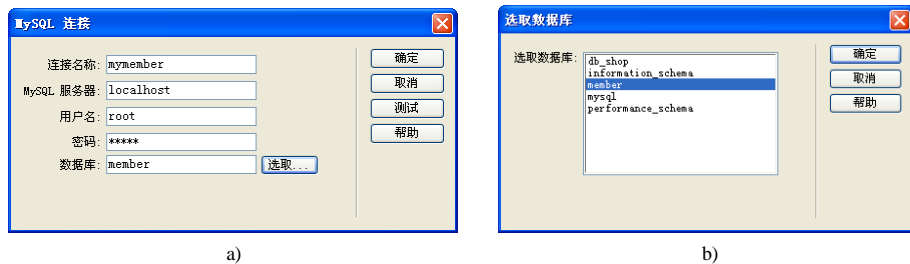 MySQL 连接
连接名称: mymember
MySQL 服务器: localhost
用户名: root
密码: *****
数据库: member
选取...
确定
取消
测试
帮助
a)
选取数据库
选取数据库:
db_shop
information_schema
member
mysql
performance_schema
确定
取消
帮助
b)